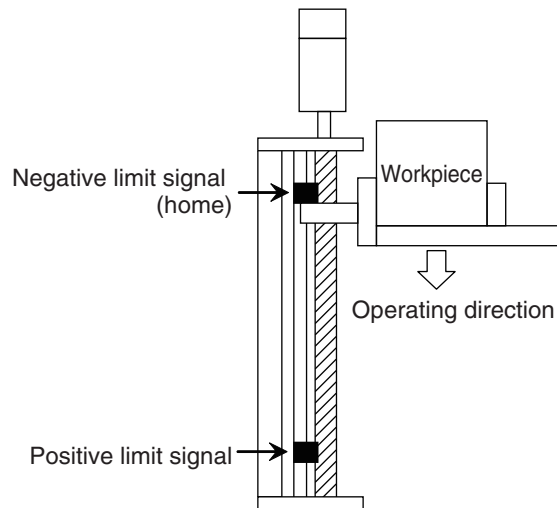 Negative limit signal
(home)
Workpiece
Operating direction
Positive limit signal